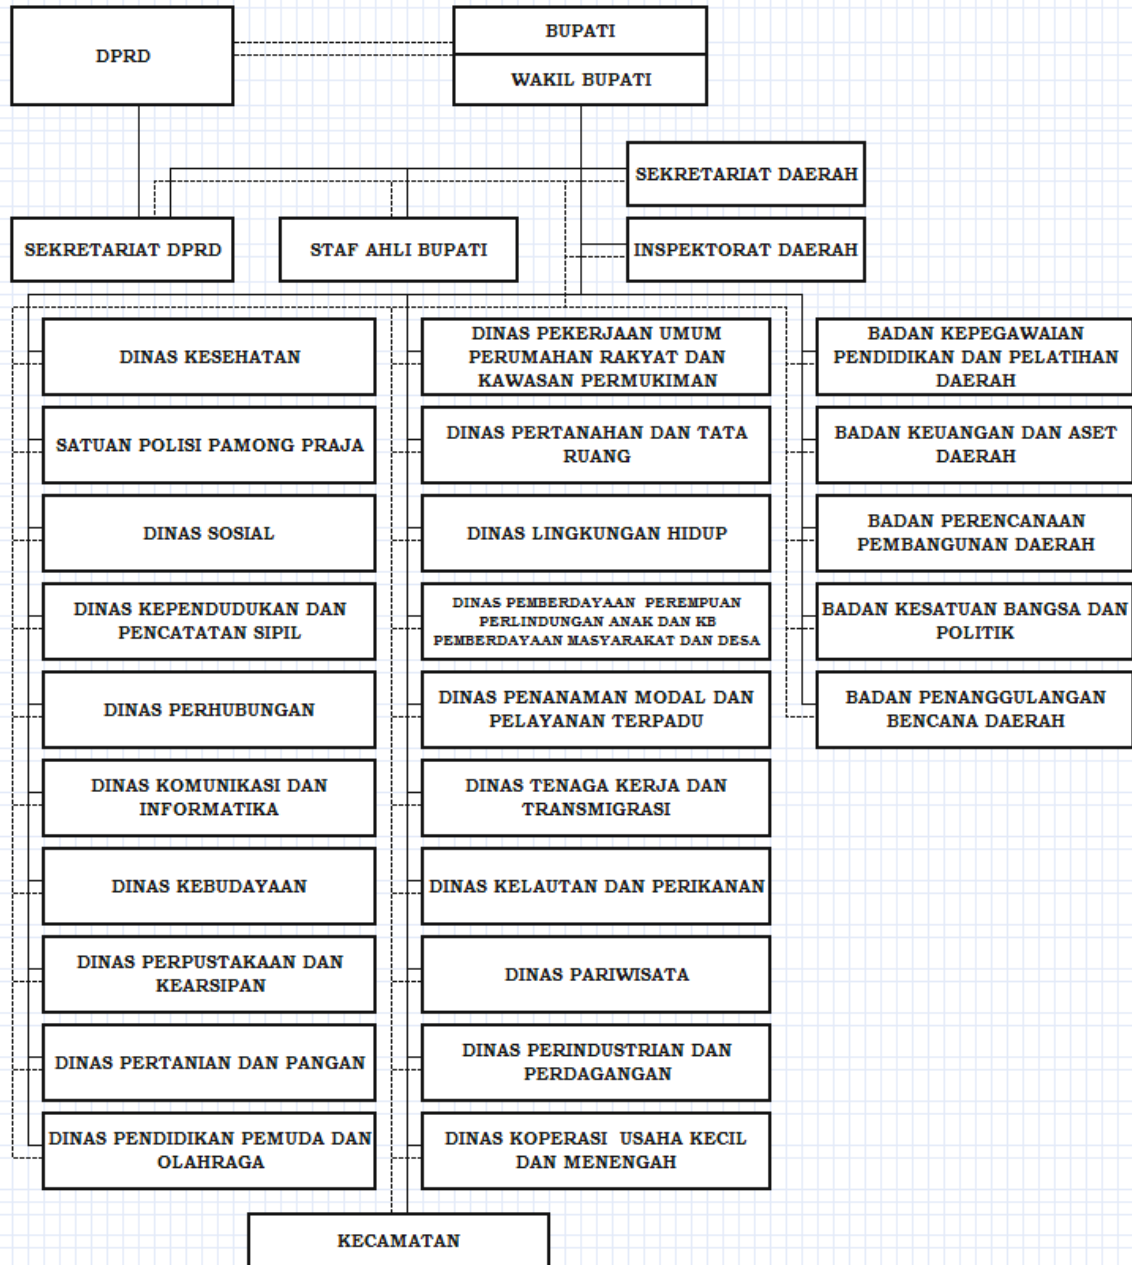 DPRD
BUPATI
WAKIL BUPATI
SEKRETARIAT DAERAH
SEKRETARIAT DPRD
STAF AHLI BUPATI
INSPEKTORAT DAERAH
DINAS KESEHATAN
SATUAN POLISI PAMONG PRAJA
DINAS SOSIAL
DINAS KEPENDUDUKAN DAN
PENCATATAN SIPIL
DINAS PERHUBUNGAN
DINAS KOMUNIKASI DAN
INFORMATIKA
DINAS KEBUDAYAAN
DINAS PERPUSTAKAAN DAN
KEARSIPAN
DINAS PERTANIAN DAN PANGAN
DINAS PENDIDIKAN PEMUDA DAN
OLAHRAGA
DINAS PEKERJAAN UMUM
PERUMAHAN RAKYAT DAN
KAWASAN PERMUKIMAN
DINAS PERTANAHAN DAN TATA
RUANG
DINAS LINGKUNGAN HIDUP
DINAS PEMBERDAYAAN PEREMPUAN
PERLINDUNGAN ANAK DAN KB
PEMBERDAYAAN MASYARAKAT DAN DESA
DINAS PENANAMAN MODAL DAN
PELAYANAN TERPADU
DINAS TENAGA KERJA DAN
TRANSMIGRASI
DINAS KELAUTAN DAN PERIKANAN
DINAS PARIWISATA
DINAS PERINDUSTRIAN DAN
PERDAGANGAN
DINAS KOPERASI USAHA KECIL
DAN MENENGAH
BADAN KEPEGAWAIAN
PENDIDIKAN DAN PELATIHAN
DAERAH
BADAN KEUANGAN DAN ASET
DAERAH
BADAN PERENCANAAN
PEMBANGUNAN DAERAH
BADAN KESATUAN BANGSA DAN
POLITIK
BADAN PENANGGULANGAN
BENCANA DAERAH
KECAMATAN